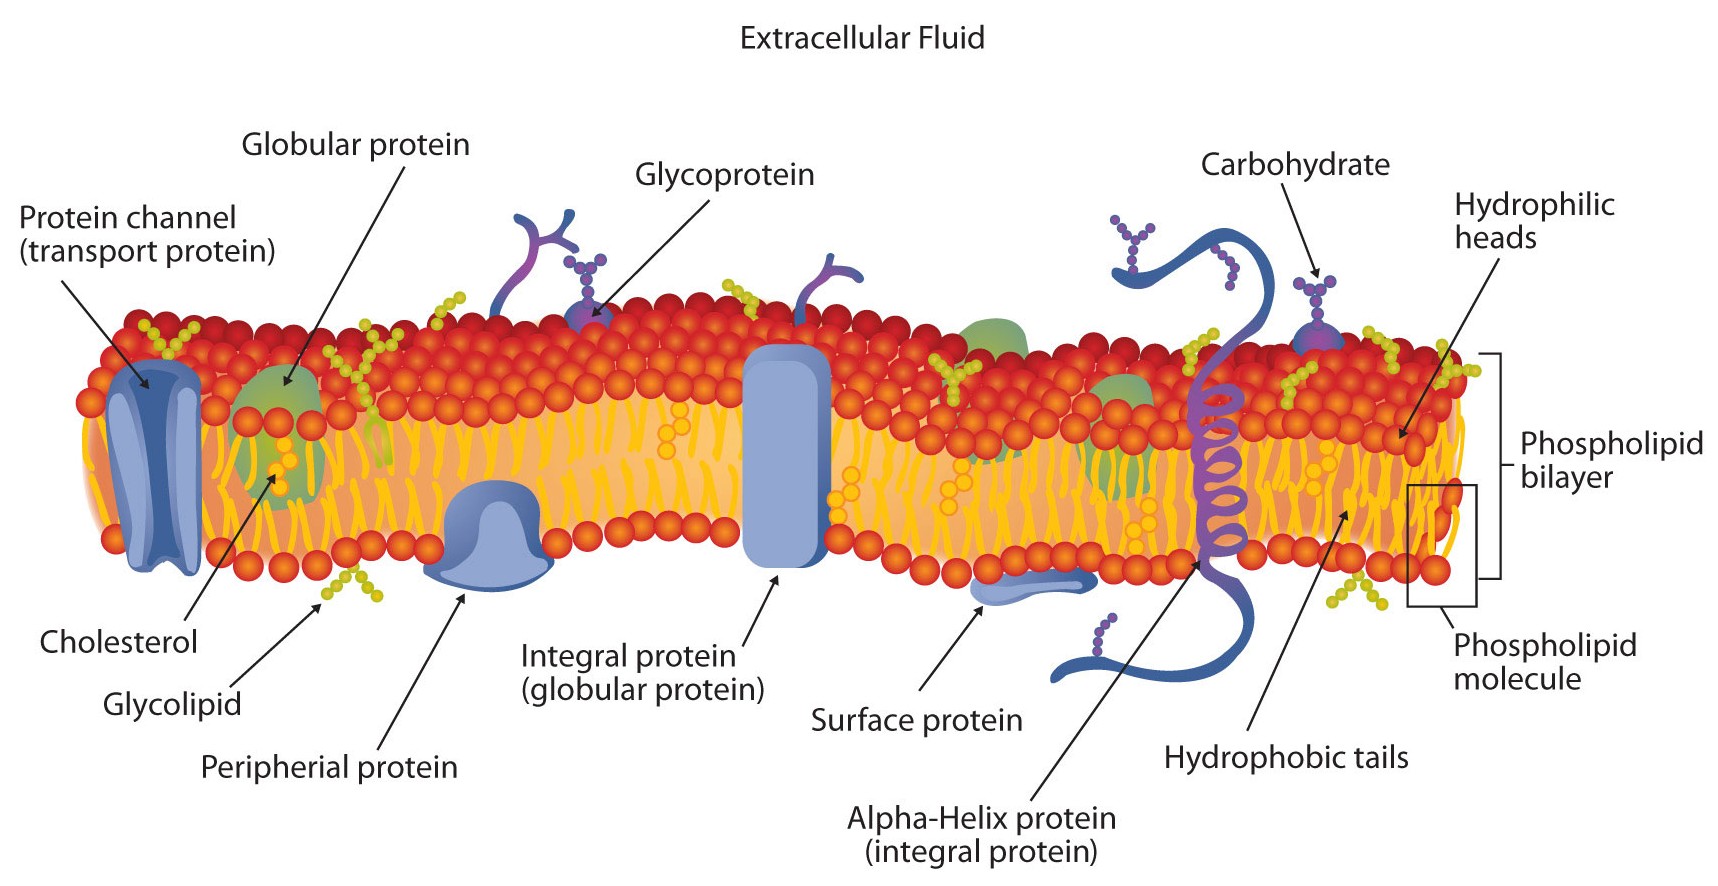 Extracellular Fluid
Globular protein
Glycoprotein
Carbohydrate
Protein channel
(transport protein)
Hydrophilic
heads
Phospholipid
bilayer
Cholesterol
Glycolipid
Peripherial protein
Integral protein
(globular protein)
Surface protein
Alpha-Helix protein
(integral protein)
Hydrophobic tails
Phospholipid
molecule